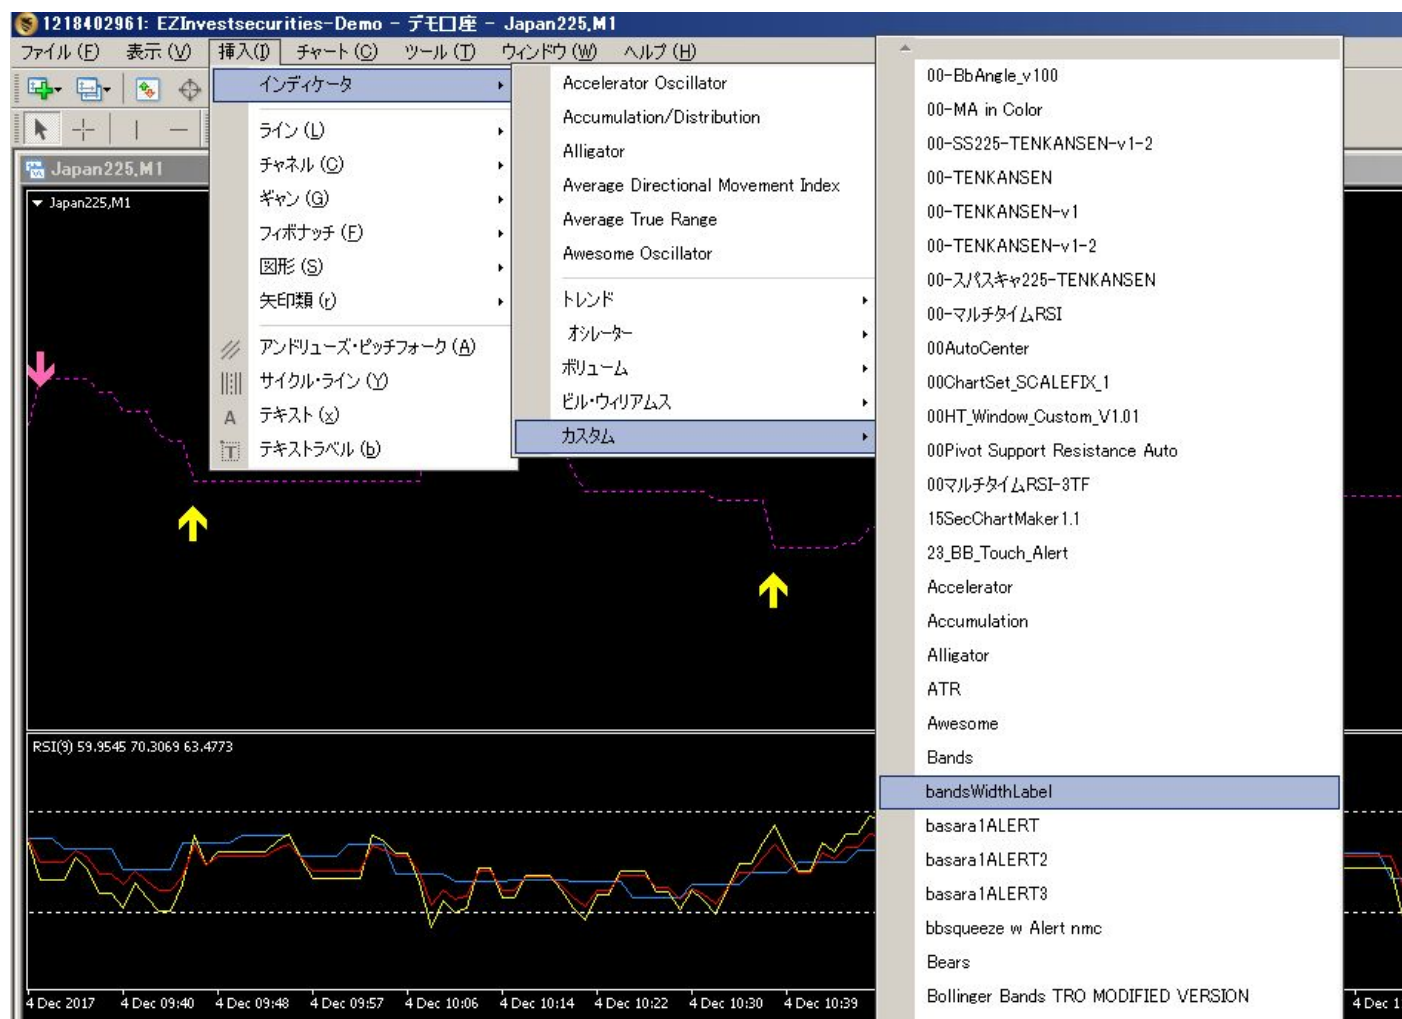 1218402961: EZInvestsecurities-Demo - デモ口座 - Japan225,M1
ファイル (F) 表示 (V) 挿入(I) チャート (C) ツール (T) ウィンドウ (W) ヘルプ (H)
Japan225,M1
Japan225,M1
インディケータ
ライン (L)
チャネル (C)
ギャン (G)
フィボナッチ (F)
図形 (S)
矢印類 (r)
アンドリューズ・ピッチフォーク (A)
サイクル・ライン (Y)
A テキスト (x)
T テキストラベル (b)
Accelerator Oscillator
Accumulation/Distribution
Alligator
Average Directional Movement Index
Average True Range
Awesome Oscillator
トレンド
オシレーター
ボリューム
ビル・ウィリアムス
カスタム
00-BbAngle_v100
00-MA in Color
00-SS225-TENKANSEN-v1-2
00-TENKANSEN
00-TENKANSEN-v1
00-TENKANSEN-v1-2
00-スパスキャ225-TENKANSEN
00-マルチタイムRSI
00AutoCenter
00ChartSet_SCALEFIX_1
00HT_Window_Custom_V1.01
00Pivot Support Resistance Auto
00マルチタイムRSI-3TF
15SecChartMaker1.1
23_BB_Touch_Alert
Accelerator
Accumulation
Alligator
ATR
Awesome
Bands
bandsWidthLabel
basara1ALERT
basara1ALERT2
basara1ALERT3
bbsqueeze w Alert nmc
Bears
Bollinger Bands TRO MODIFIED VERSION
RSI(9) 59.9545 70.3069 63.4773
4 Dec 2017 4 Dec 09:40 4 Dec 09:48 4 Dec 09:57 4 Dec 10:06 4 Dec 10:14 4 Dec 10:22 4 Dec 10:30 4 Dec 10:39 4 Dec 1